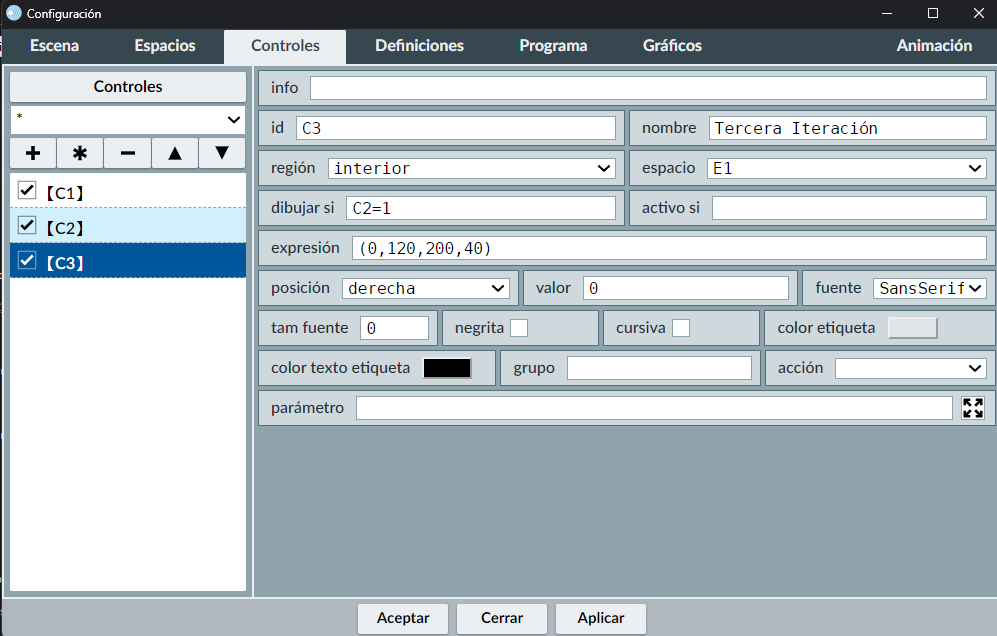 Configuración
Escena Espacios Controles Definiciones Programa Gráficos Animación
Controles
*
+ * − ▲ ▼
【C1】
【C2】
【C3】
info
id C3 nombre Tercera Iteración
región interior espacio E1
dibujar si C2=1 activo si
expresión (0,120,200,40)
posición derecha valor 0 fuente SansSerif
tam fuente 0 negrita cursiva color etiqueta
color texto etiqueta grupo acción
parámetro
Aceptar Cerrar Aplicar